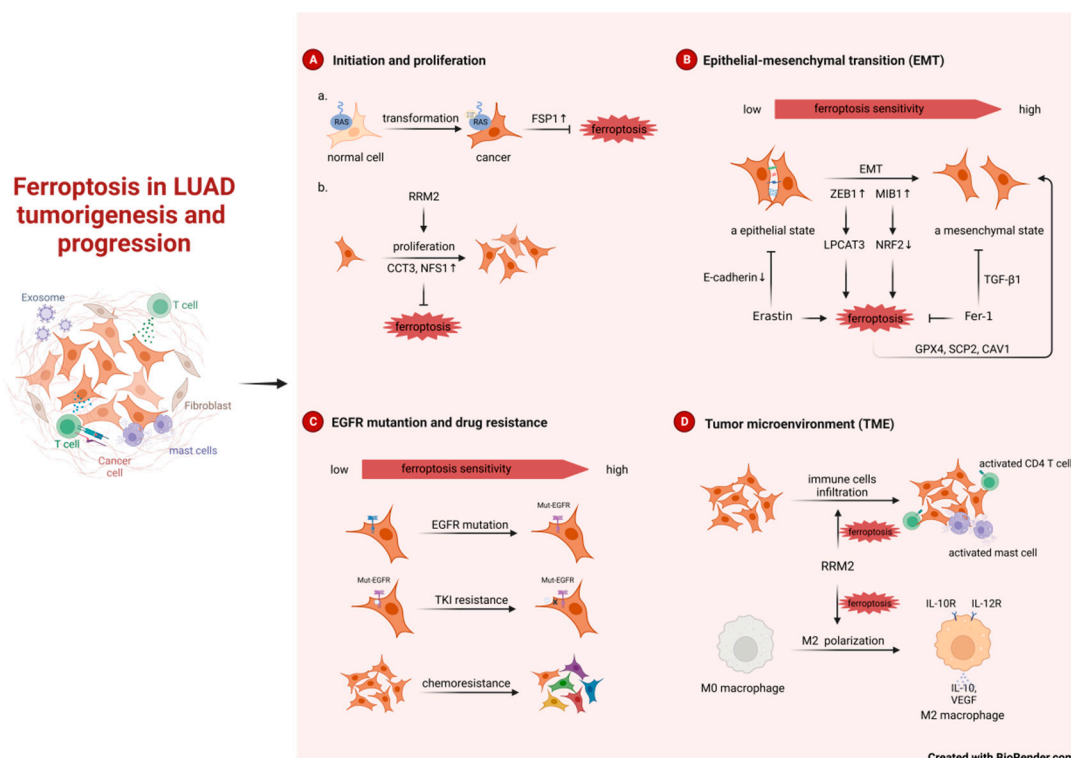 Ferroptosis in LUAD
tumorigenesis and
progression
Exosome
T cell
Fibroblast
T cell
mast cells
Cancer
cell
A Initiation and proliferation
a.
RAS
transformation
RAS
FSP1↑
ferroptosis
normal cell
cancer
b.
RRM2
proliferation
CCT3, NFS1↑
ferroptosis
B Epithelial-mesenchymal transition (EMT)
low
ferroptosis sensitivity
high
EMT
ZEB1↑
MIB1↑
a epithelial state
LPCAT3
NRF2↓
a mesenchymal state
E-cadherin↓
TGF-β1
Erastin
ferroptosis
Fer-1
GPX4, SCP2, CAV1
C EGFR mutantion and drug resistance
low
ferroptosis sensitivity
high
EGFR mutation
Mut-EGFR
Mut-EGFR
TKI resistance
Mut-EGFR
chemoresistance
D Tumor microenvironment (TME)
immune cells
infiltration
activated CD4 T cell
ferroptosis
activated mast cell
RRM2
ferroptosis
IL-10R
IL-12R
M2 polarization
M0 macrophage
IL-10,
VEGF
M2 macrophage
Created with BioRender.com